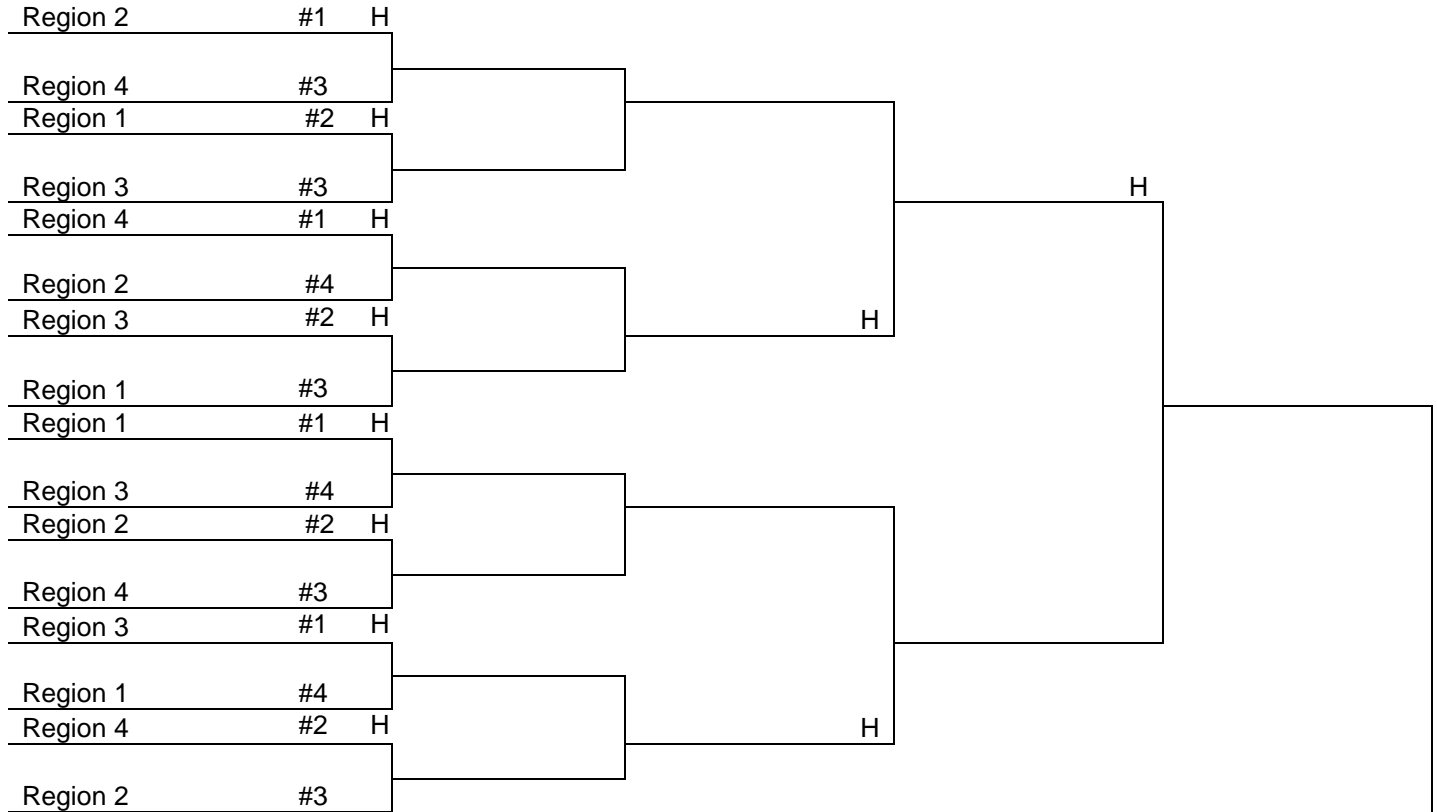 Region 2 #1 H
Region 4 #3
Region 1 #2 H
Region 3 #3
H
Region 4 #1 H
Region 2 #4
Region 3 #2 H
H
Region 1 #3
Region 1 #1 H
Region 3 #4
Region 2 #2 H
Region 4 #3
Region 3 #1 H
Region 1 #4
Region 4 #2 H
H
Region 2 #3